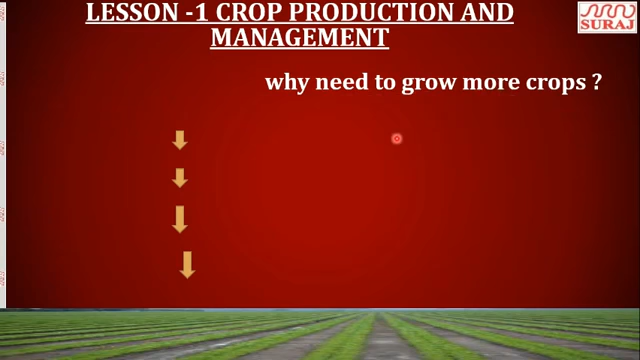 LESSON -1 CROP PRODUCTION AND
MANAGEMENT
SURAJ
why need to grow more crops ?